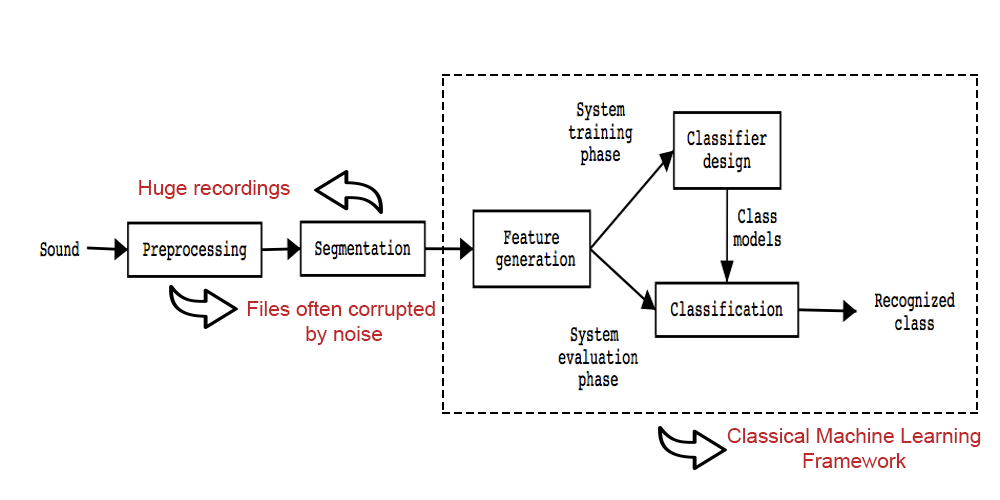 System
training
phase
Classifier
design
Huge recordings
Class
models
Sound
Preprocessing
Segmentation
Feature
generation
Files often corrupted
by noise
Classification
Recognized
class
System
evaluation
phase
Classical Machine Learning
Framework